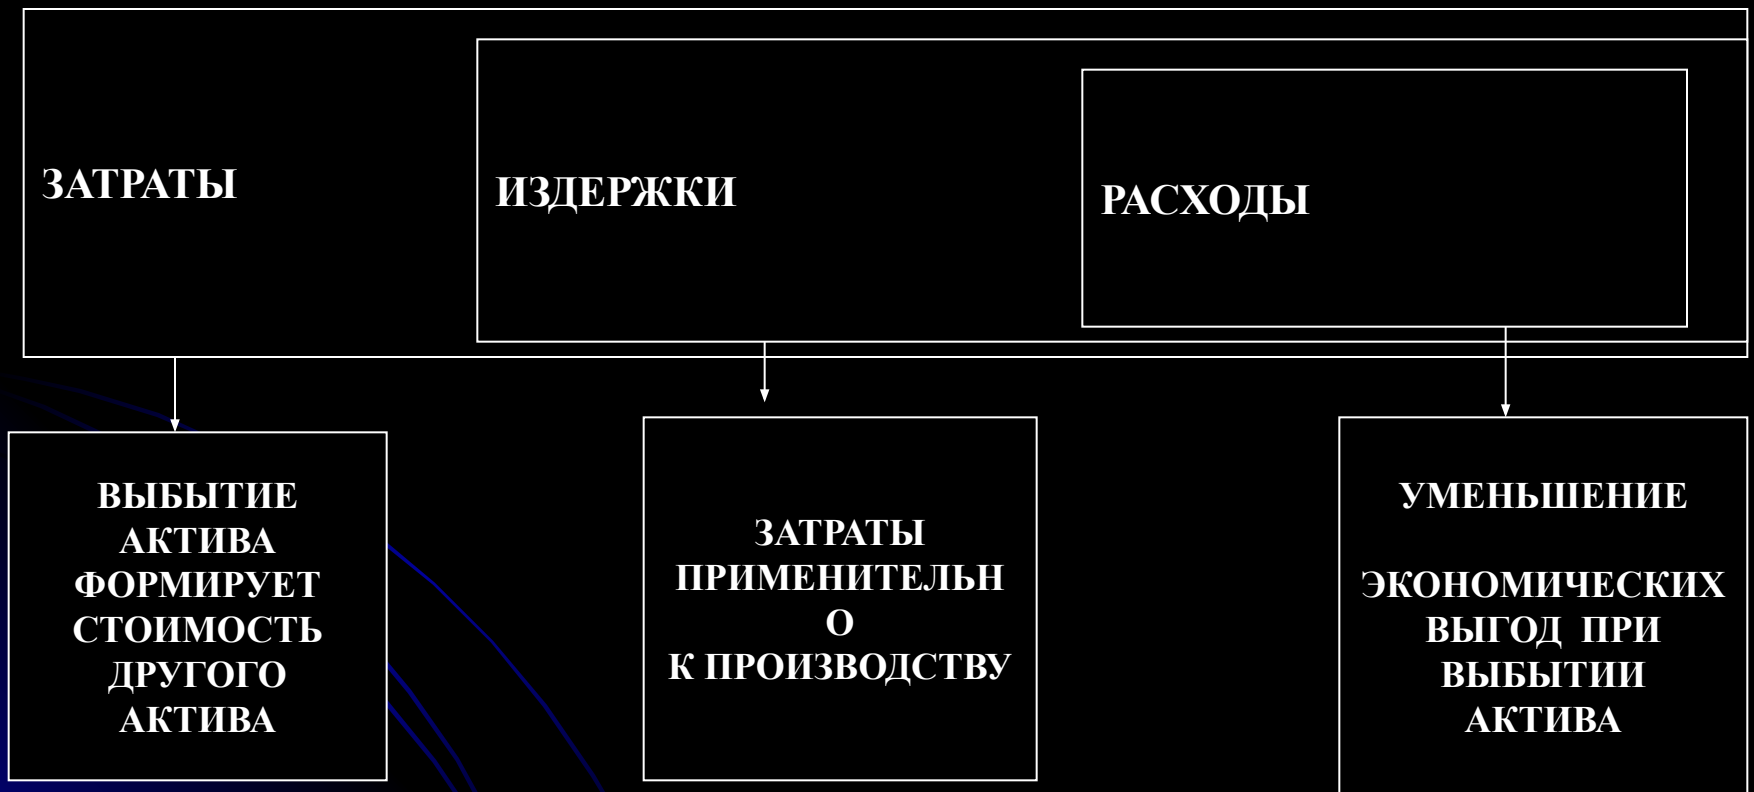 ЗАТРАТЫ
ИЗДЕРЖКИ
РАСХОДЫ
ВЫБЫТИЕ
АКТИВА
ФОРМИРУЕТ
СТОИМОСТЬ
ДРУГОГО
АКТИВА
ЗАТРАТЫ
ПРИМЕНИТЕЛЬН
О
К ПРОИЗВОДСТВУ
УМЕНЬШЕНИЕ
ЭКОНОМИЧЕСКИХ
ВЫГОД ПРИ
ВЫБЫТИИ
АКТИВА